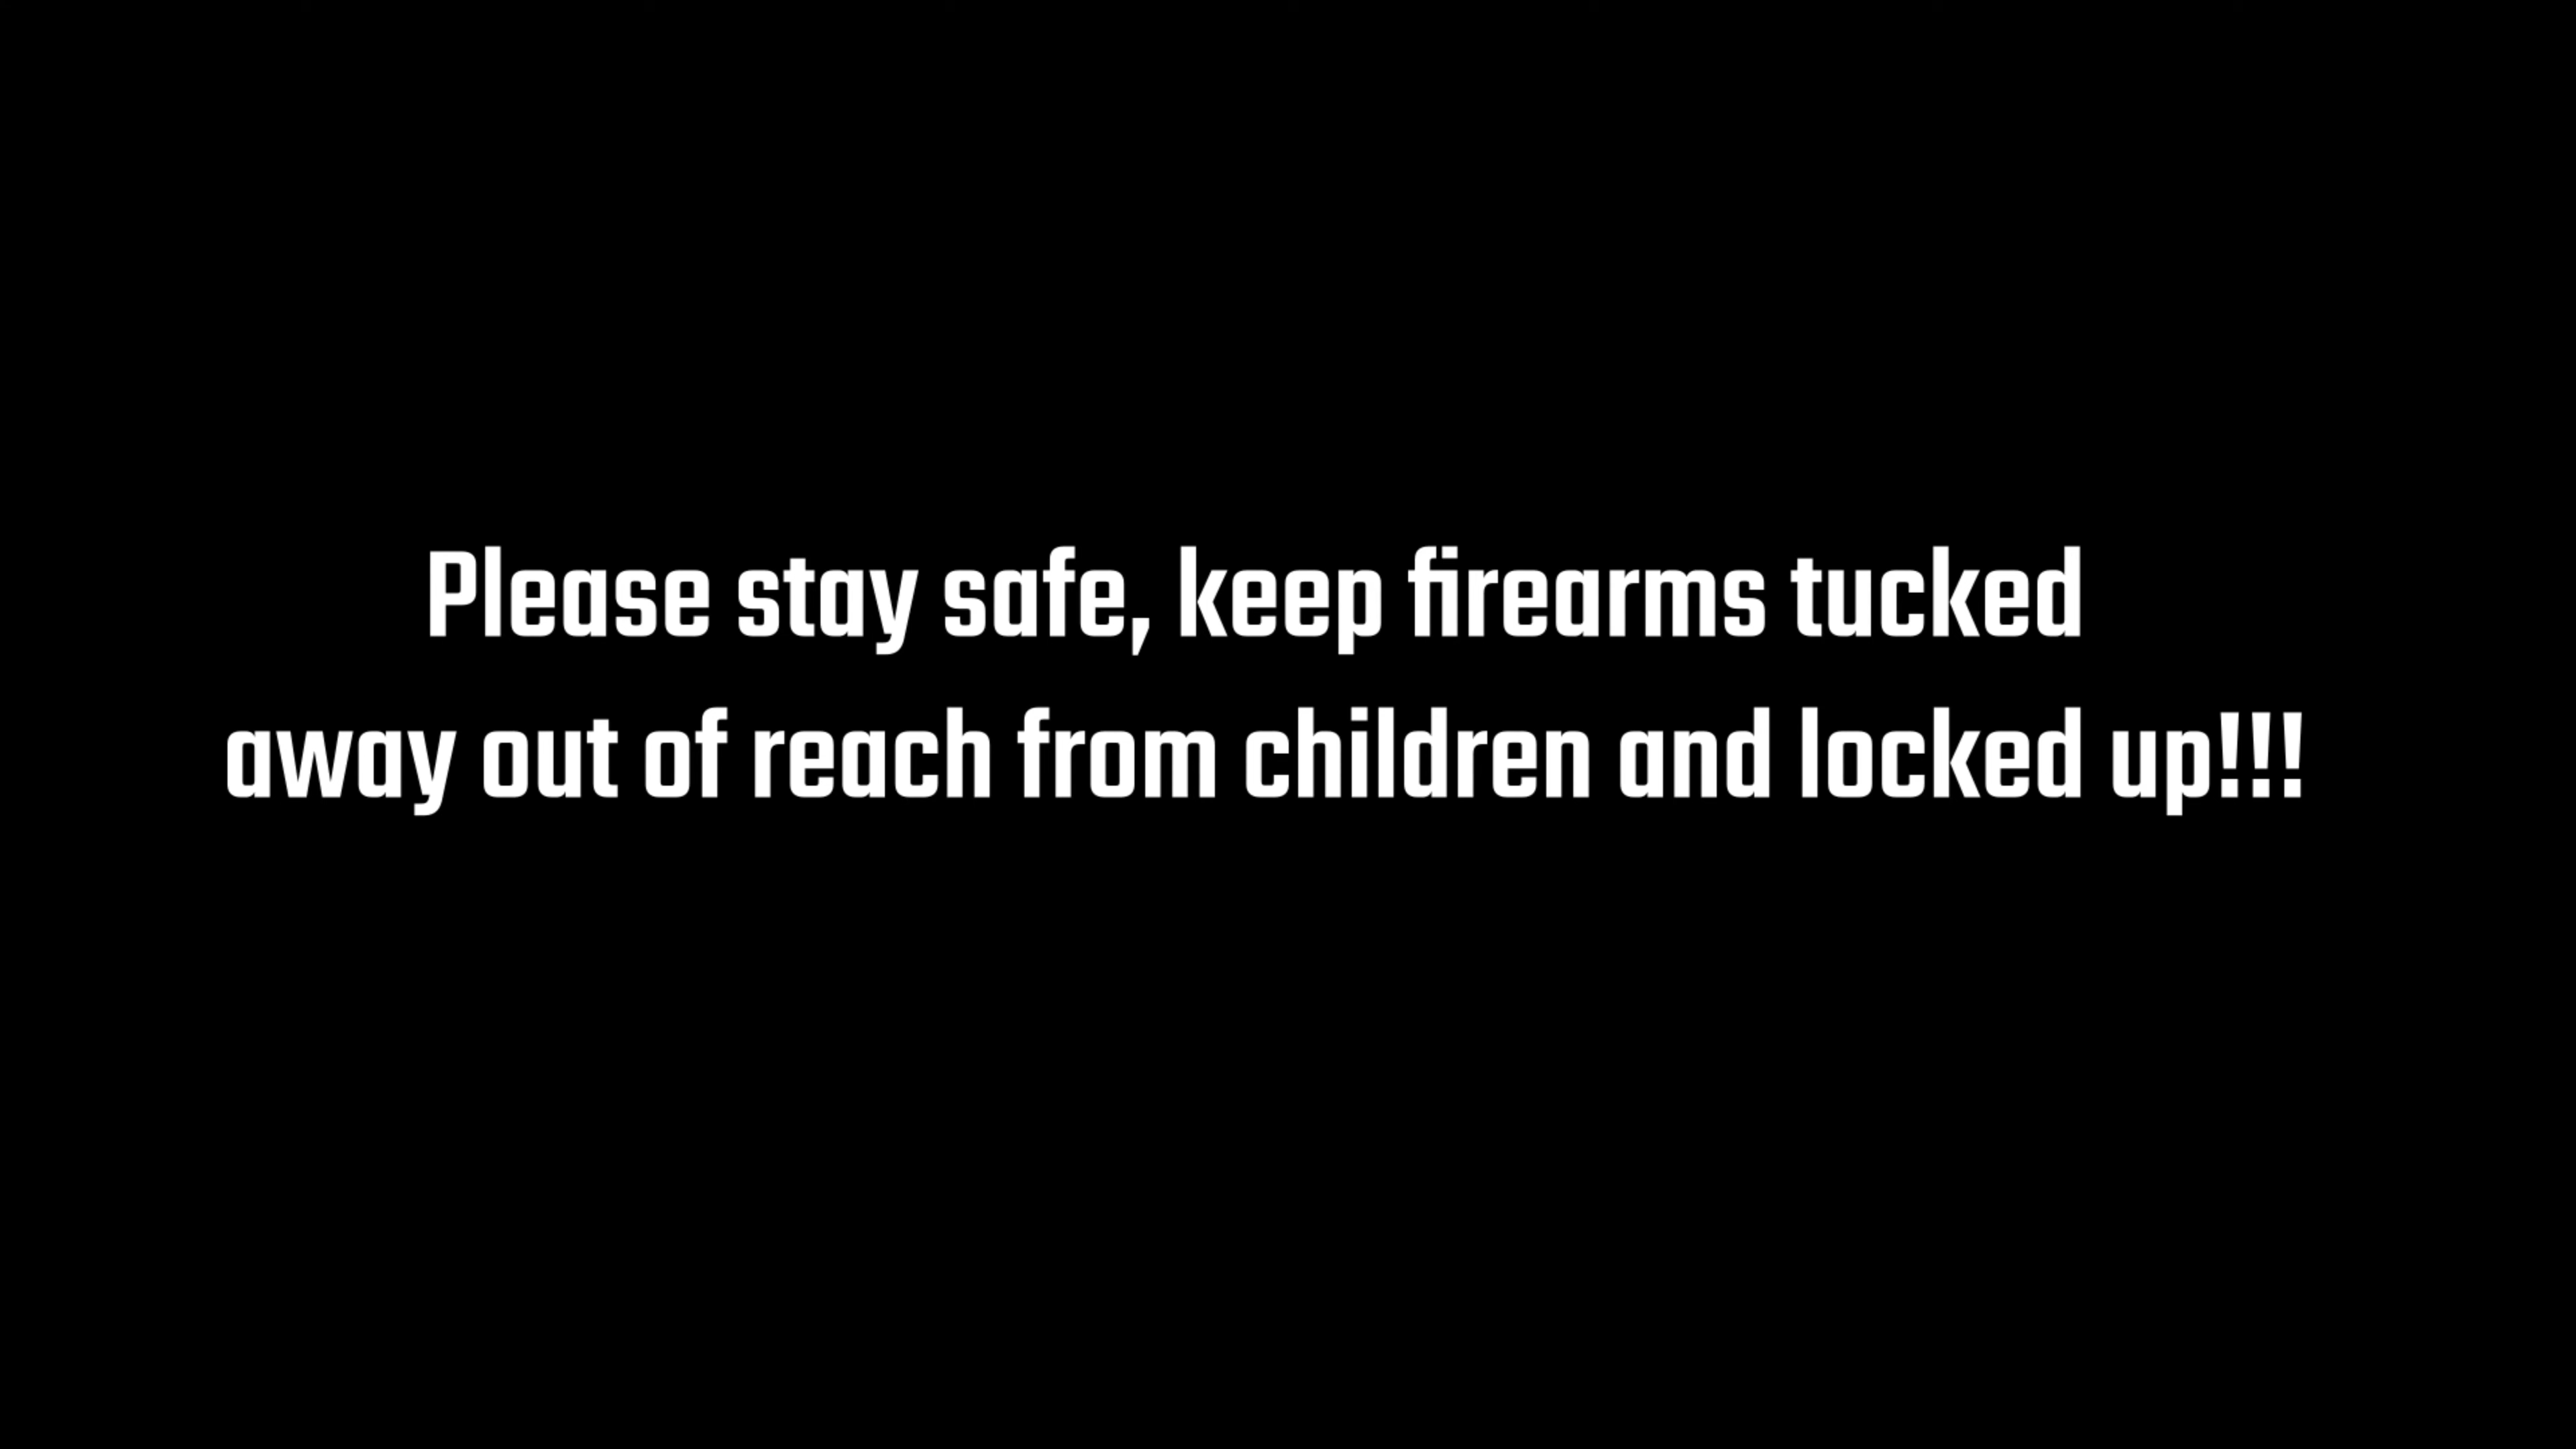 Please stay safe, keep firearms tucked
away out of reach from children and locked up!!!